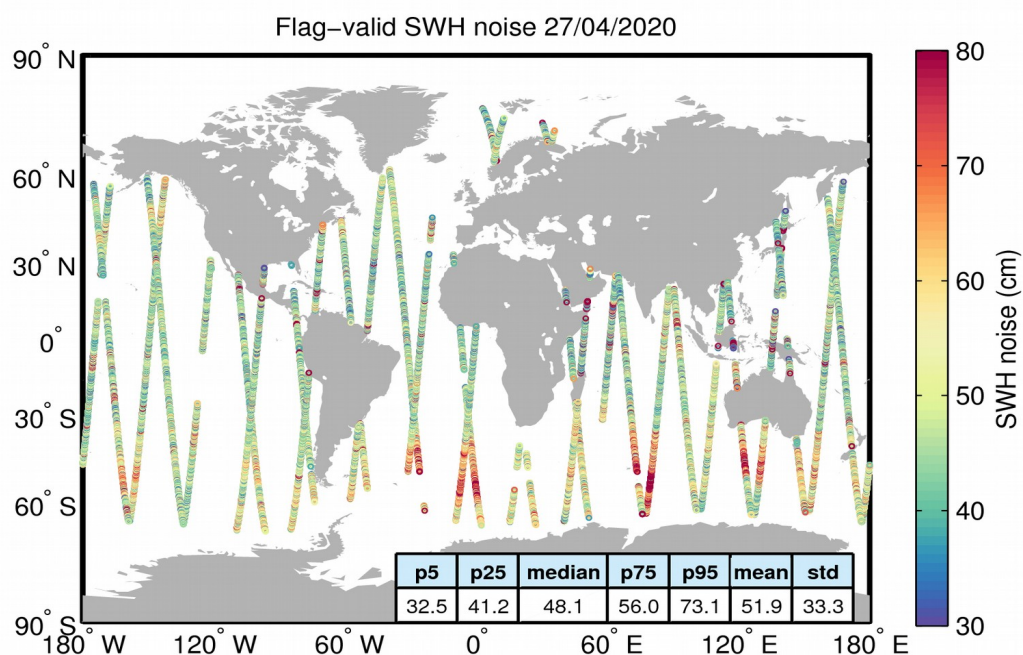 Flag−valid SWH noise 27/04/2020
90° N
60° N
30° N
0°
30° S
60° S
90° S
180° W
120° W
60° W
0°
60° E
120° E
180° E
80
70
60
50
40
30
SWH noise (cm)
p5 p25 median p75 p95 mean std
32.5 41.2 48.1 56.0 73.1 51.9 33.3